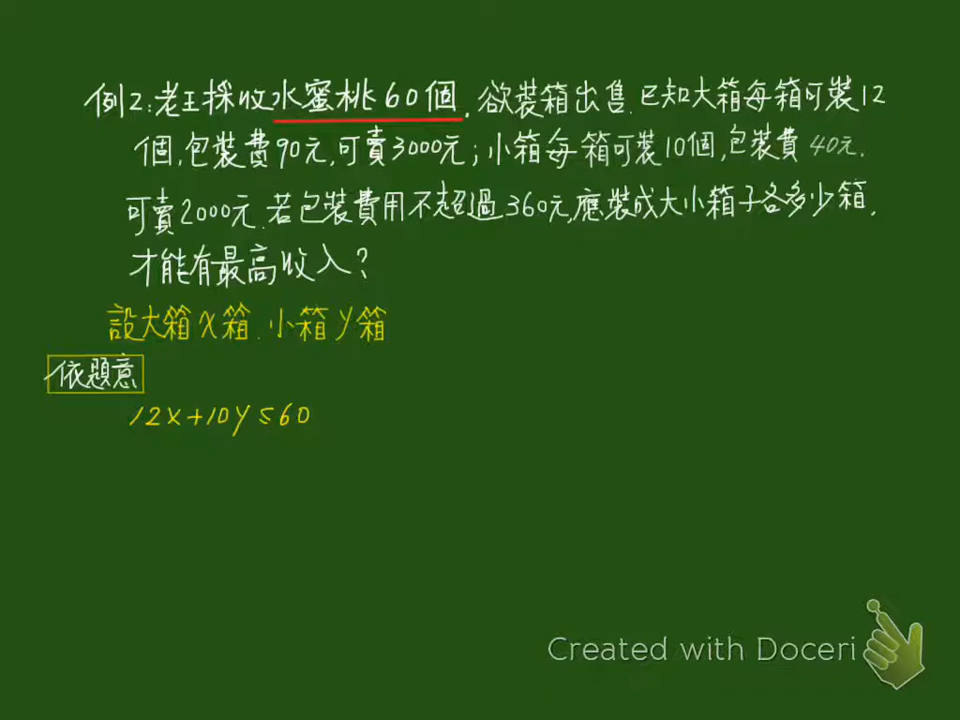 例2:老王採收水蜜桃60個,欲裝箱出售.已知大箱每箱可裝12
個,包裝費90元,可賣3000元;小箱每箱可裝10個,包裝費40元.
可賣2000元.若包裝費用不超過360元,應裝成大小箱子各多少箱,
才能有最高收入?
設大箱x箱.小箱y箱
依題意
12x+10y≤60
Created with Doceri